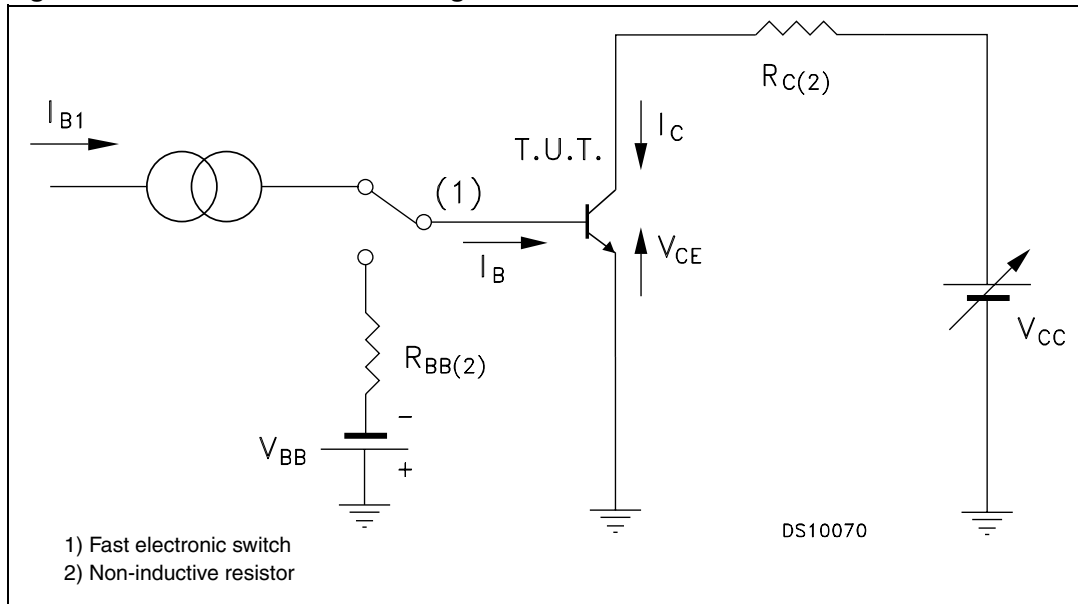 I_B1
(1)
I_B
T.U.T.
I_C
V_CE
R_C(2)
V_CC
R_BB(2)
-
V_BB
+
DS10070
1) Fast electronic switch
2) Non-inductive resistor